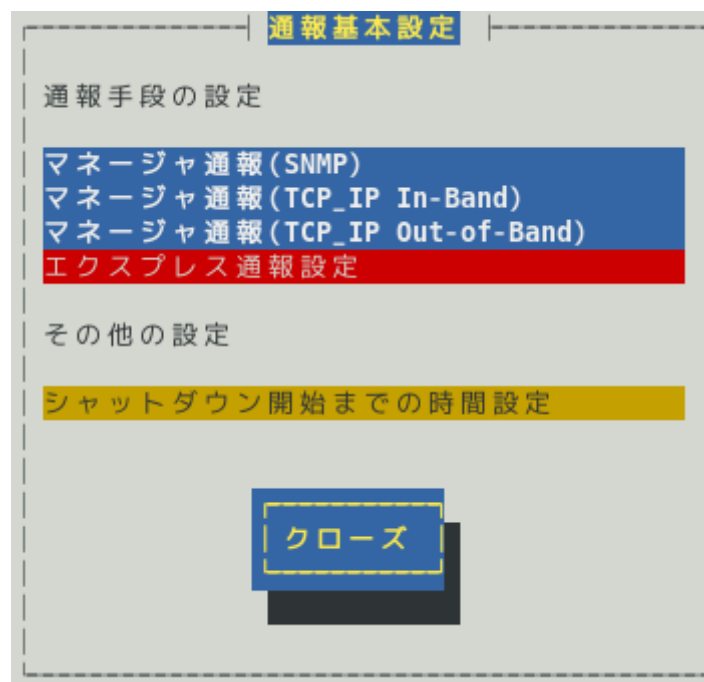 通報基本設定
通報手段の設定
マネージャ通報(SNMP)
マネージャ通報(TCP_IP In-Band)
マネージャ通報(TCP_IP Out-of-Band)
エクスプレス通報設定
その他の設定
シャットダウン開始までの時間設定
クローズ